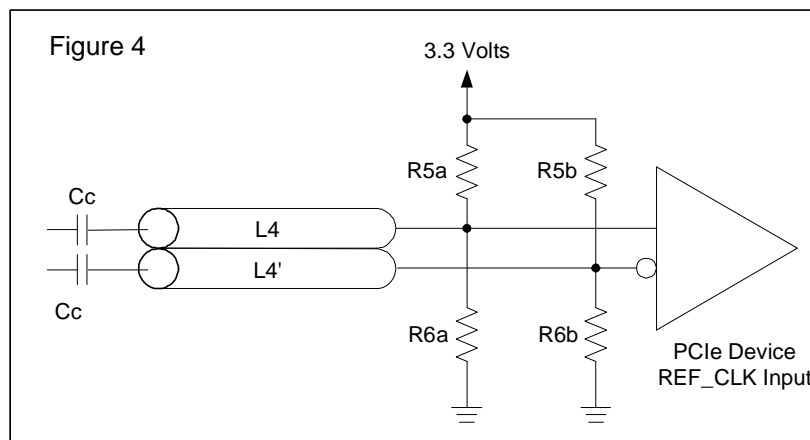 Figure 4
3.3 Volts
R5a
R5b
Cc
L4
L4'
Cc
R6a
R6b
PCIe Device
REF_CLK Input